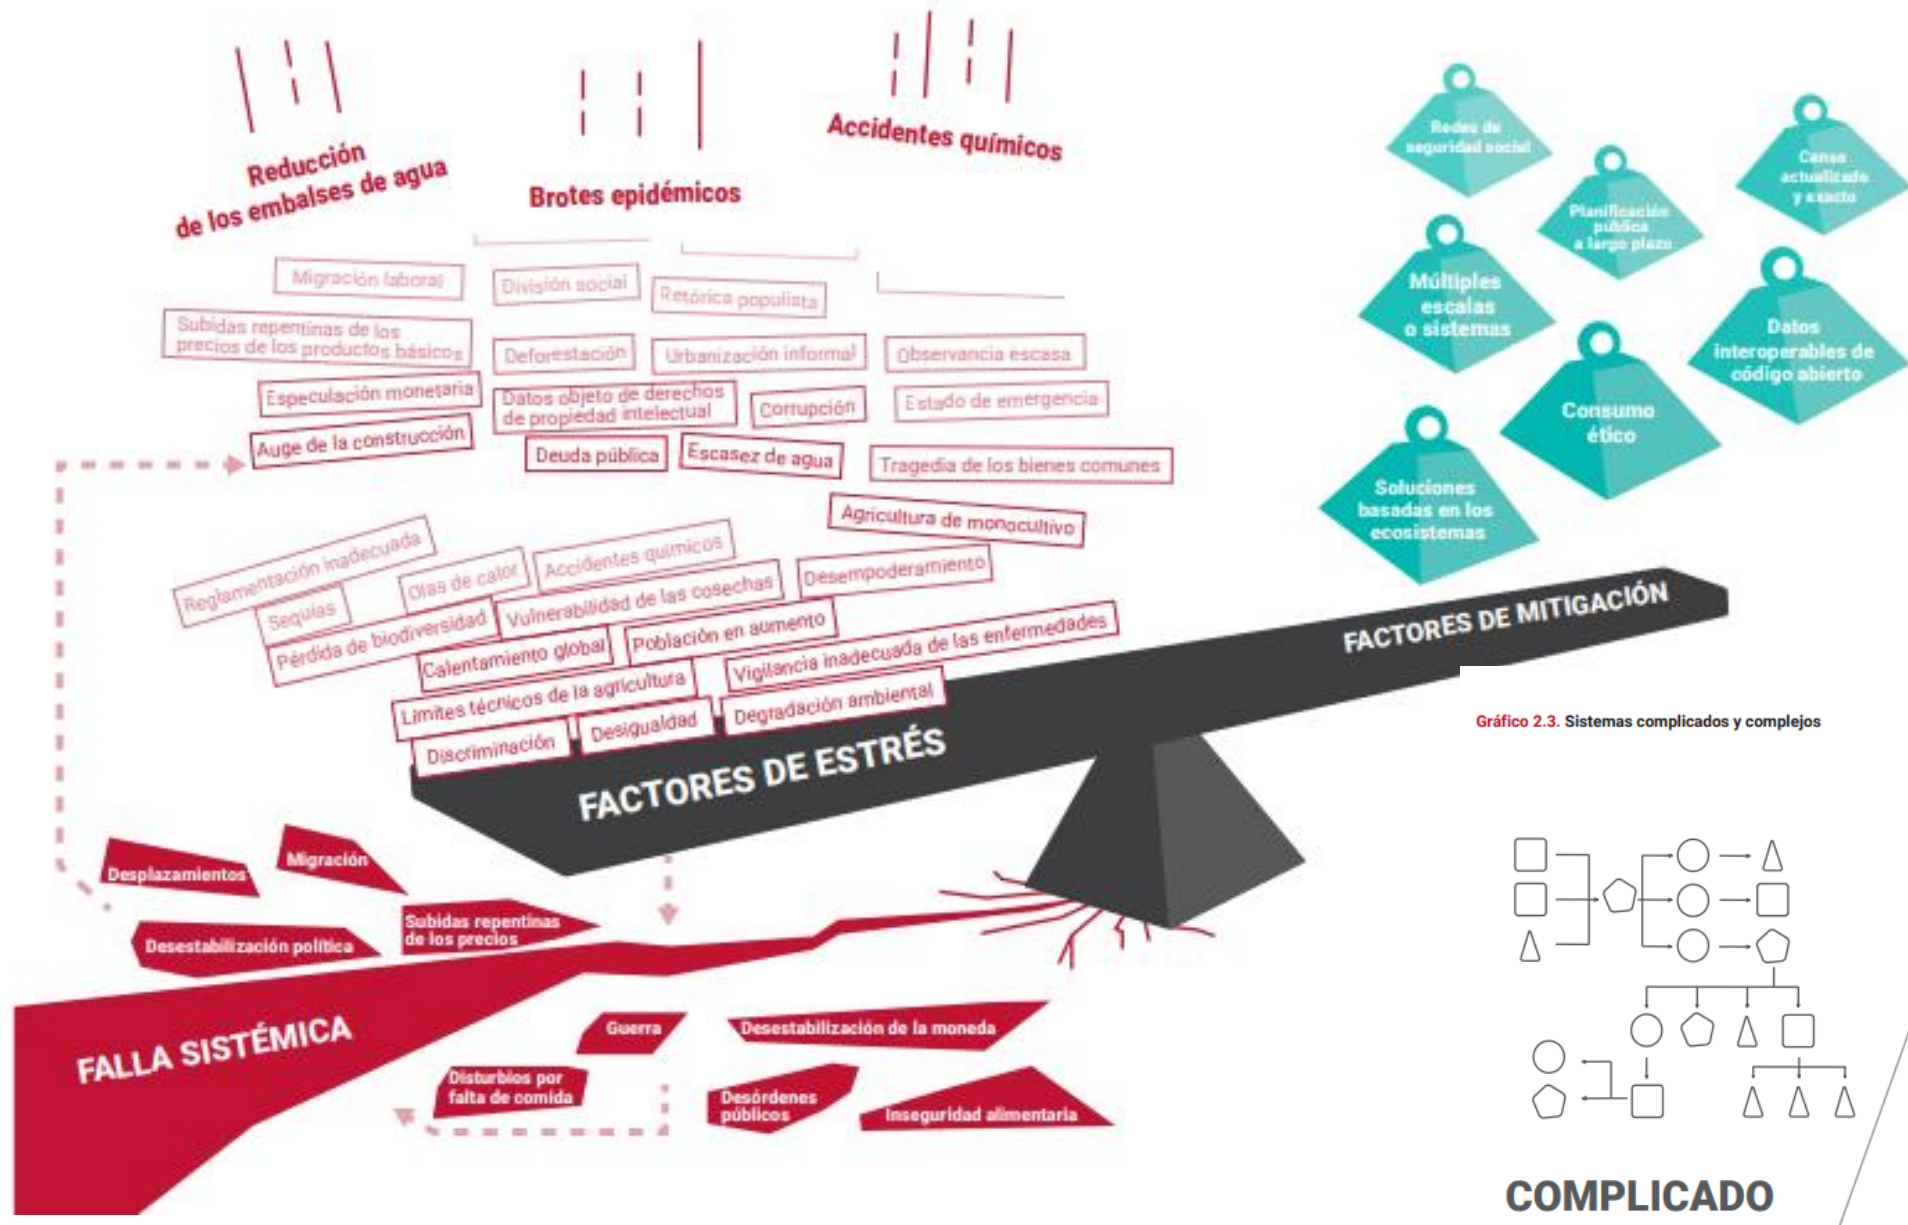 Reducción
de los embalses de agua
Brotes epidémicos
Accidentes químicos
Migración laboral
División social
Retórica populista
Subidas repentinas de los
precios de los productos básicos
Deforestación
Urbanización informal
Observancia escasa
Especulación monetaria
Datos objeto de derechos
de propiedad intelectual
Corrupción
Estado de emergencia
Auge de la construcción
Deuda pública
Escasez de agua
Tragedia de los bienes comunes
Agricultura de monocultivo
Reglamentación inadecuada
Sequías
Olas de calor
Accidentes químicos
Desempoderamiento
Pérdida de biodiversidad
Vulnerabilidad de las cosechas
Calentamiento global
Población en aumento
Vigilancia inadecuada de las enfermedades
Límites técnicos de la agricultura
Degradación ambiental
Discriminación
Desigualdad
FACTORES DE ESTRÉS
FACTORES DE MITIGACIÓN
Redes de
seguridad social
Planificación
pública
a largo plazo
Censo
actualizado
y exacto
Múltiples
escalas
o sistemas
Datos
interoperables de
código abierto
Consumo
ético
Soluciones
basadas en los
ecosistemas
Desplazamientos
Migración
Desestabilización política
Subidas repentinas
de los precios
FALLA SISTÉMICA
Guerra
Desestabilización de la moneda
Disturbios por
falta de comida
Desórdenes
públicos
Inseguridad alimentaria
Gráfico 2.3. Sistemas complicados y complejos
COMPLICADO